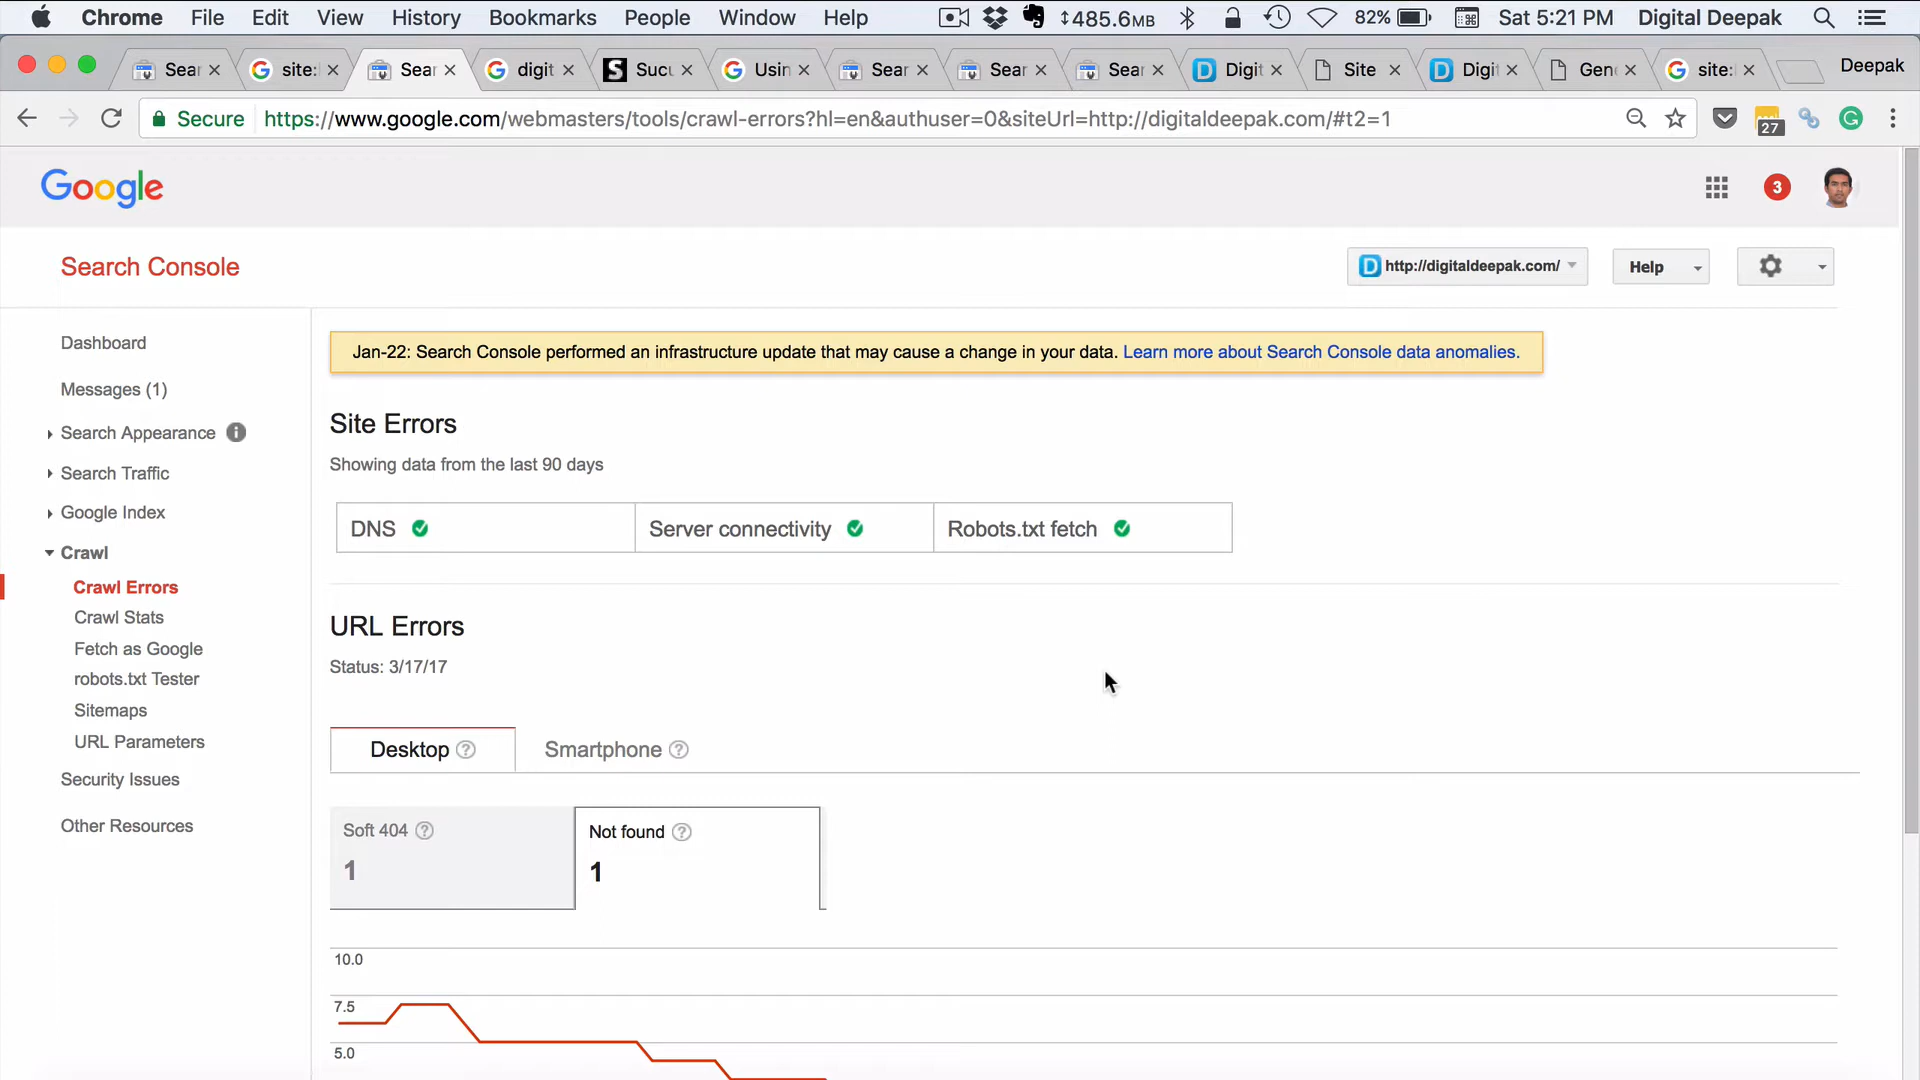 Chrome File Edit View History Bookmarks People Window Help 485.6MB 82% Sat 5:21 PM Digital Deepak
Sear site: Sear digit Sucu Usin Sear Sear Sear Digit Site Digit Gene site: Deepak
Secure https://www.google.com/webmasters/tools/crawl-errors?hl=en&authuser=0&siteUrl=http://digitaldeepak.com/#t2=1 27
Google 3
Search Console http://digitaldeepak.com/ Help
Dashboard
Messages (1)
Search Appearance
Search Traffic
Google Index
Crawl
Crawl Errors
Crawl Stats
Fetch as Google
robots.txt Tester
Sitemaps
URL Parameters
Security Issues
Other Resources
Jan-22: Search Console performed an infrastructure update that may cause a change in your data. Learn more about Search Console data anomalies.
Site Errors
Showing data from the last 90 days
DNS Server connectivity Robots.txt fetch
URL Errors
Status: 3/17/17
Desktop ? Smartphone ?
Soft 404 ? Not found ?
1 1
10.0
7.5
5.0